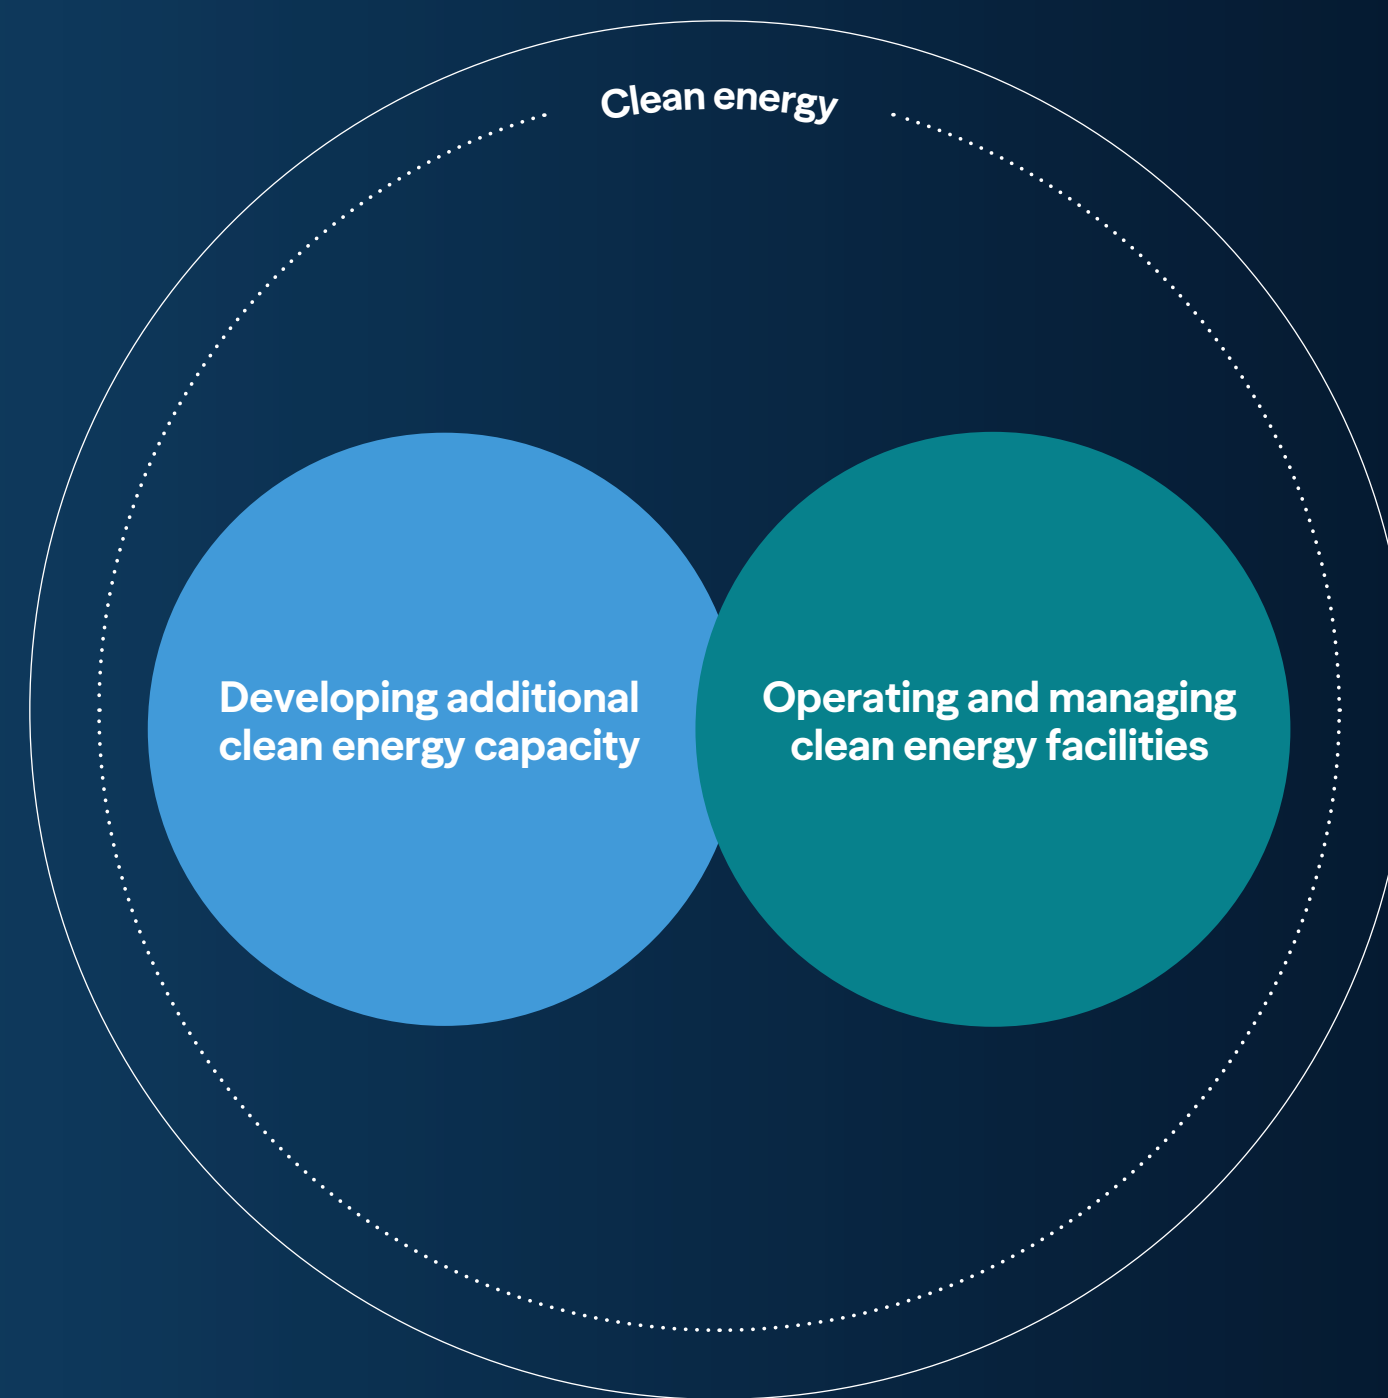 Clean energy
Developing additional
clean energy capacity
Operating and managing
clean energy facilities